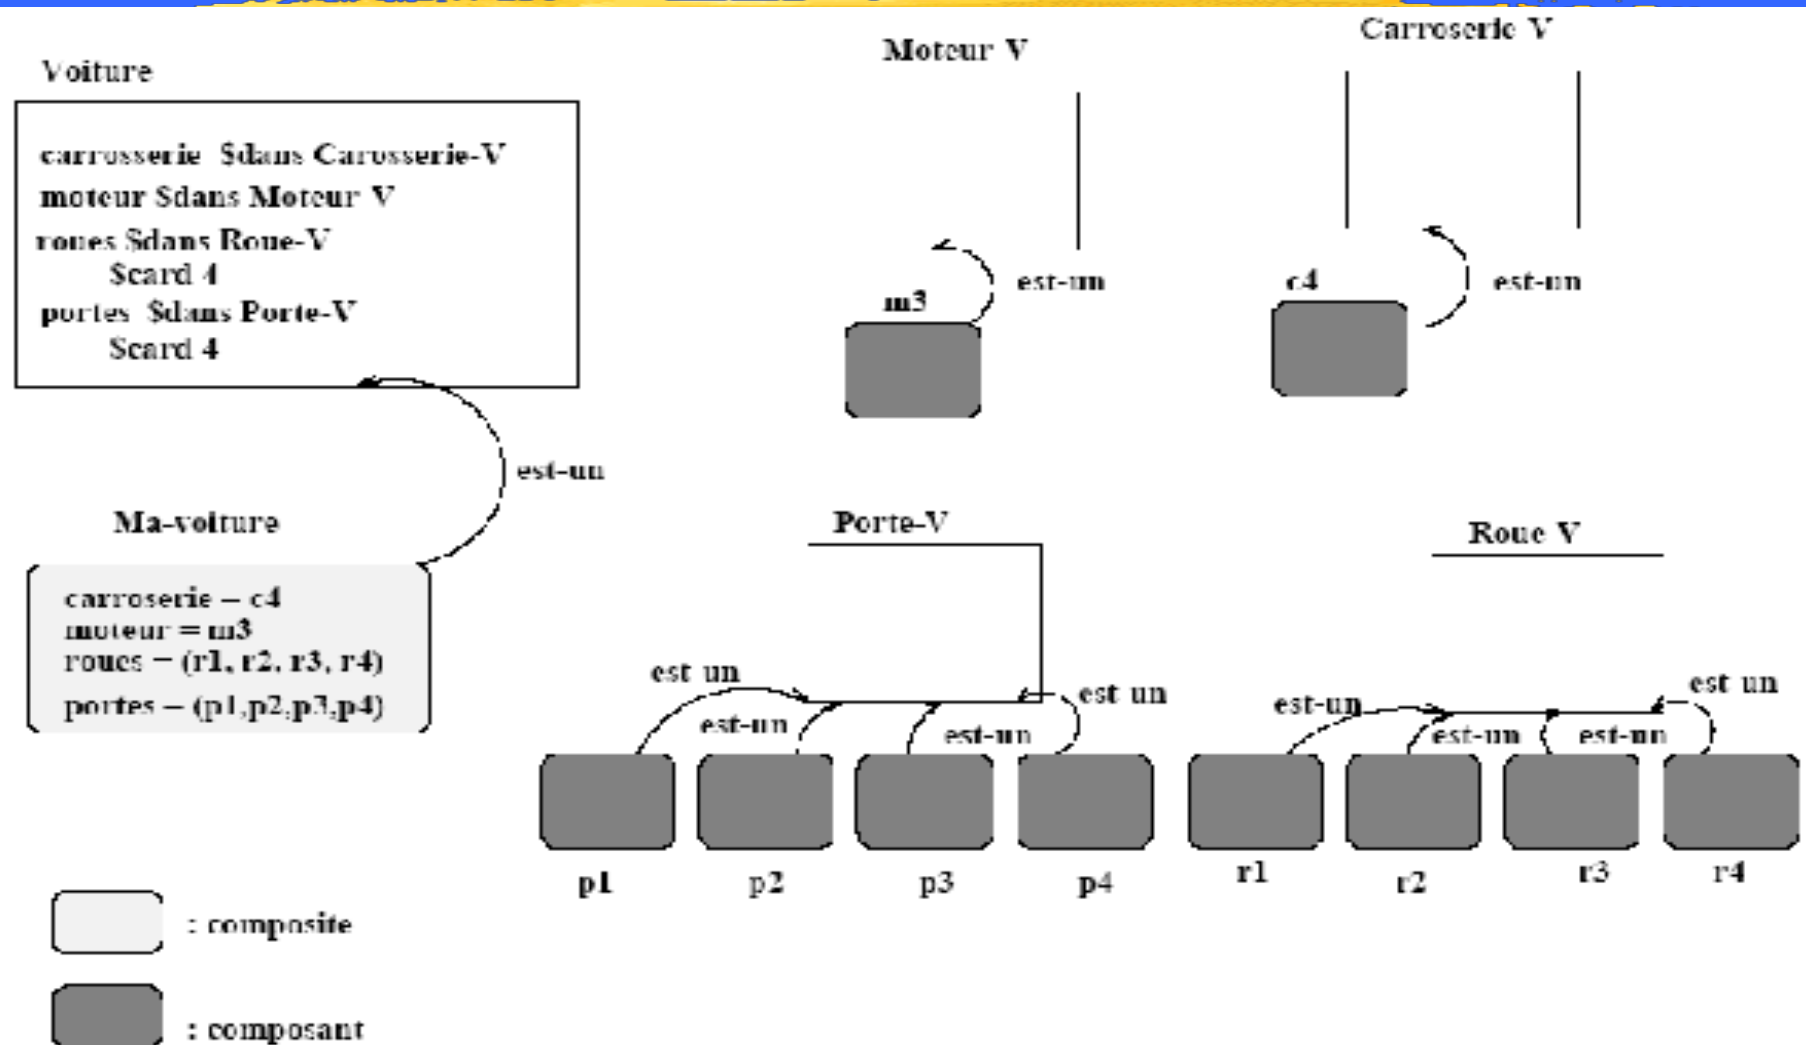 Voiture
carrosserie $dans Carosserie-V
moteur $dans Moteur V
roues $dans Roue-V
$card 4
portes $dans Porte-V
$card 4
Moteur V
Carroserie V
m3
est-un
c4
est-un
est-un
Ma-voiture
carroserie – c4
moteur = m3
roues – (r1, r2, r3, r4)
portes – (p1,p2,p3,p4)
Porte-V
est un
est-un
est-un
est un
p1
p2
p3
p4
Roue V
est-un
est-un
est-un
est un
r1
r2
r3
r4
: composite
: composant